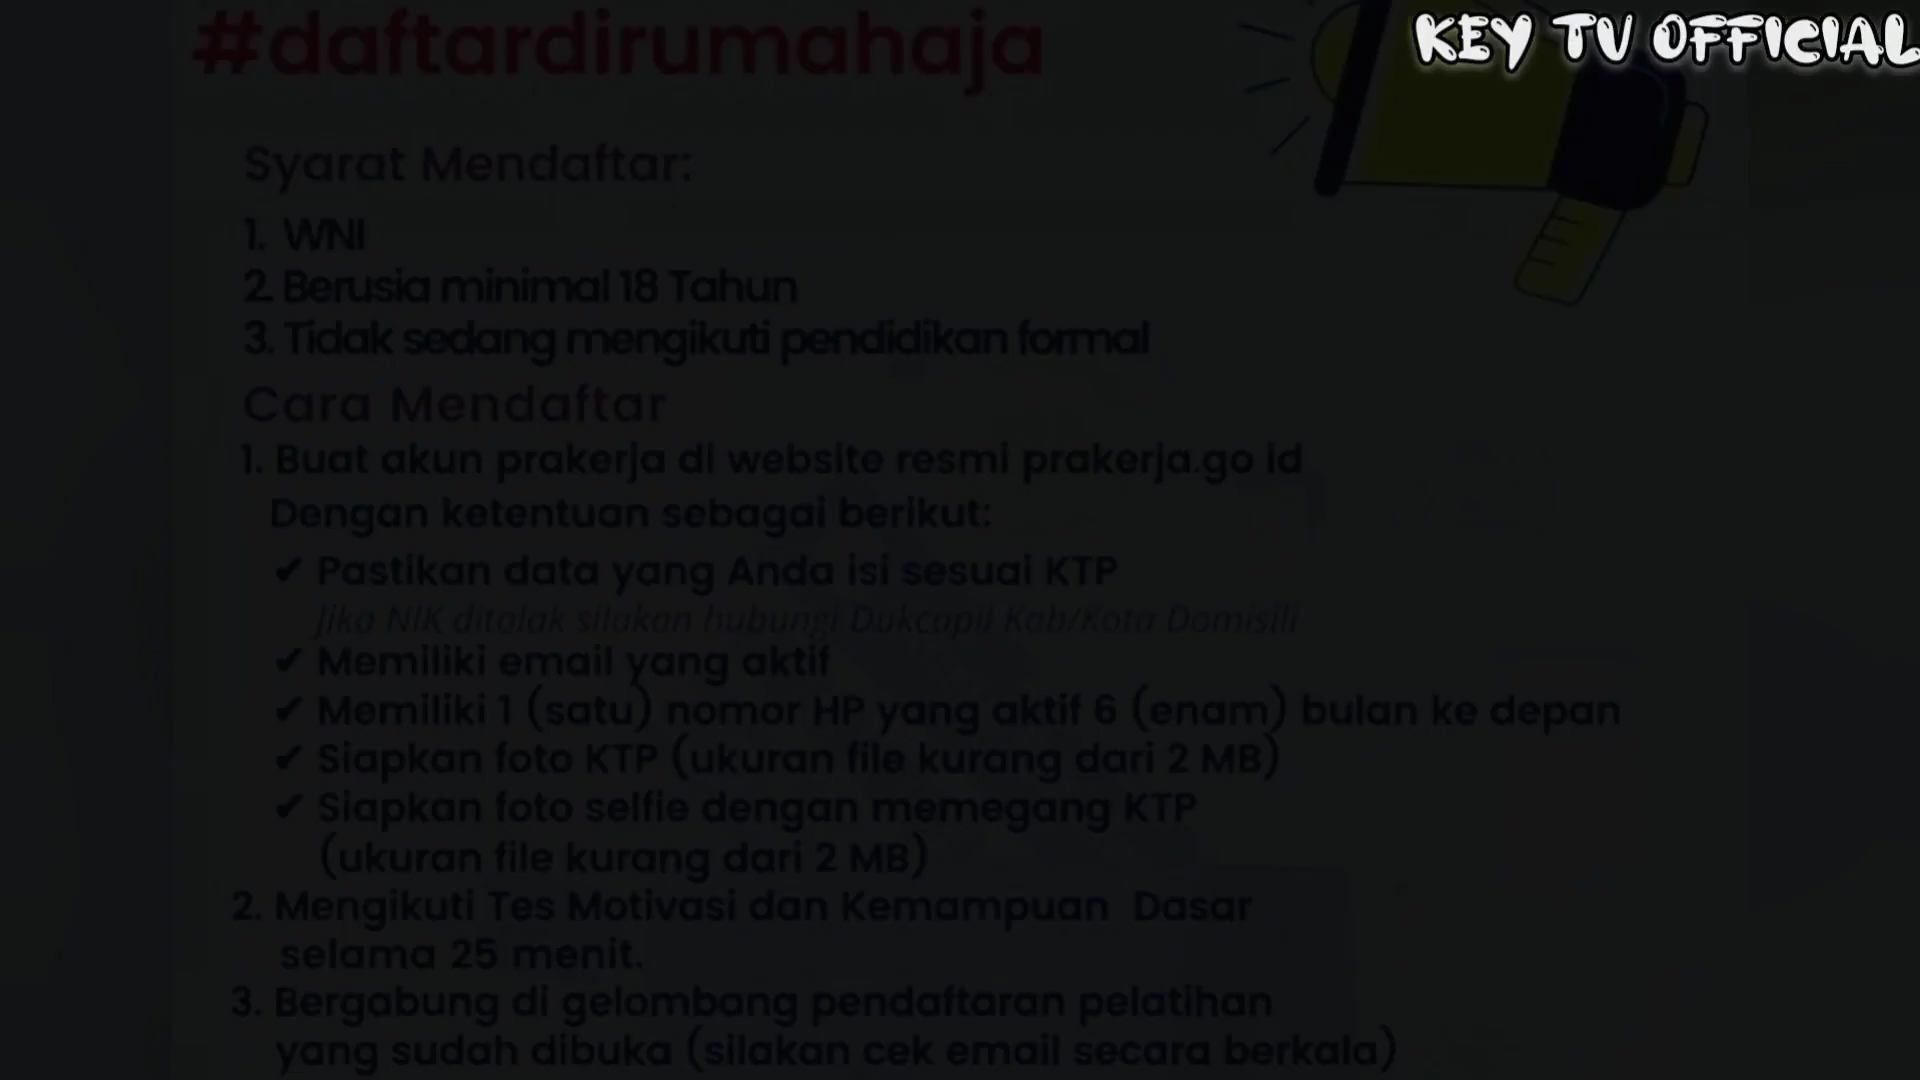 #daftardirumahaja
KEY TV OFFICIAL
Syarat Mendaftar:
1. WNI
2. Berusia minimal 18 Tahun
3. Tidak sedang mengikuti pendidikan formal
Cara Mendaftar
1. Buat akun prakerja di website resmi prakerja.go id
Dengan ketentuan sebagai berikut:
✔ Pastikan data yang Anda isi sesuai KTP
Jika NIK ditolak silakan hubungi Dukcapil Kab/Kota Domisili
✔ Memiliki email yang aktif
✔ Memiliki 1 (satu) nomor HP yang aktif 6 (enam) bulan ke depan
✔ Siapkan foto KTP (ukuran file kurang dari 2 MB)
✔ Siapkan foto selfie dengan memegang KTP
(ukuran file kurang dari 2 MB)
2. Mengikuti Tes Motivasi dan Kemampuan Dasar
selama 25 menit.
3. Bergabung di gelombang pendaftaran pelatihan
yang sudah dibuka (silakan cek email secara berkala)